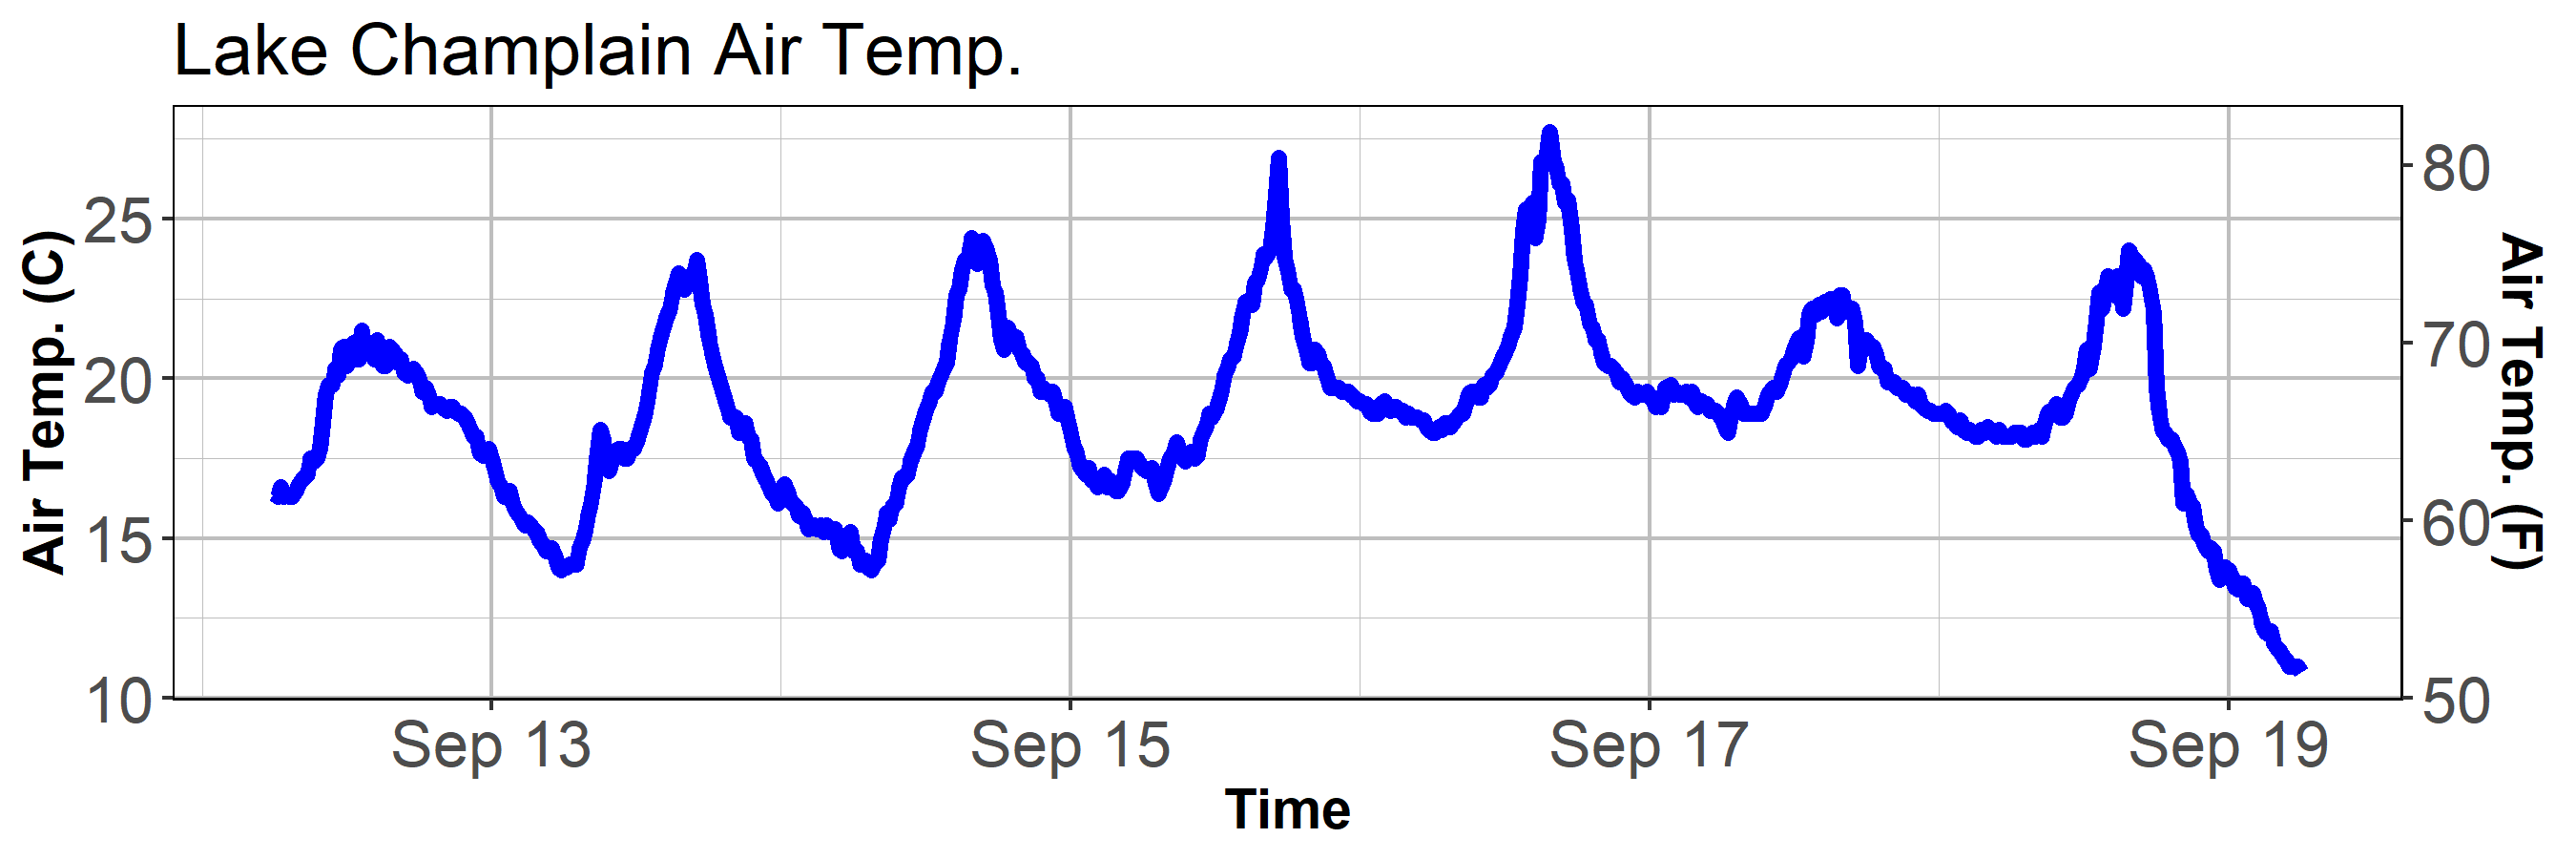 Lake Champlain Air Temp.
Air Temp. (C)
25
20
15
10
80
70
60
50
Air Temp. (F)
Sep 13
Sep 15
Sep 17
Sep 19
Time